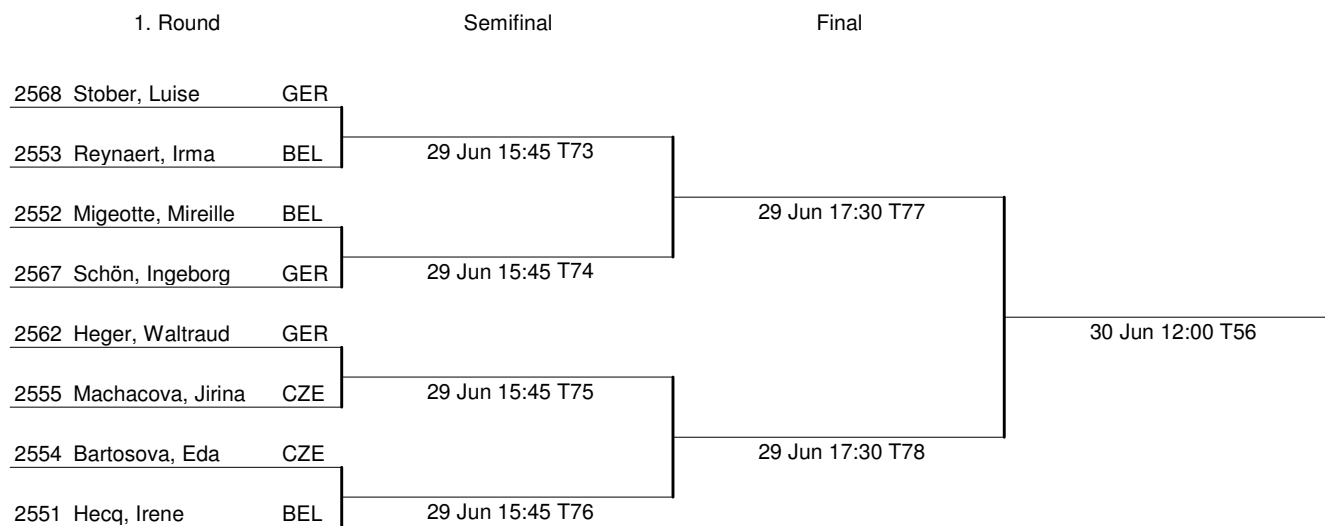 1. Round Semifinal Final
2568 Stober, Luise GER
2553 Reynaert, Irma BEL 29 Jun 15:45 T73
2552 Migeotte, Mireille BEL 29 Jun 17:30 T77
2567 Schön, Ingeborg GER 29 Jun 15:45 T74
2562 Heger, Waltraud GER 30 Jun 12:00 T56
2555 Machacova, Jirina CZE 29 Jun 15:45 T75
2554 Bartosova, Eda CZE 29 Jun 17:30 T78
2551 Hecq, Irene BEL 29 Jun 15:45 T76